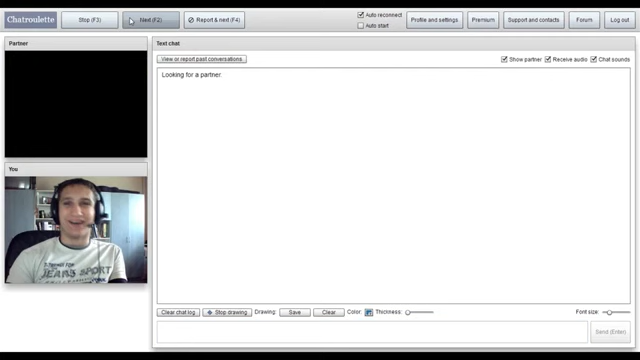 Chatroulette
Stop (F3)
Next (F2)
Report & next (F4)
Auto reconnect
Auto start
Profile and settings
Premium
Support and contacts
Forum
Log out
Partner
Text chat
View or report past conversations
Show partner
Receive audio
Chat sounds
Looking for a partner
You
JEANS SPORT
Clear chat log
Stop drawing
Drawing:
Save
Clear
Color:
Thickness:
Font size:
Send (Enter)